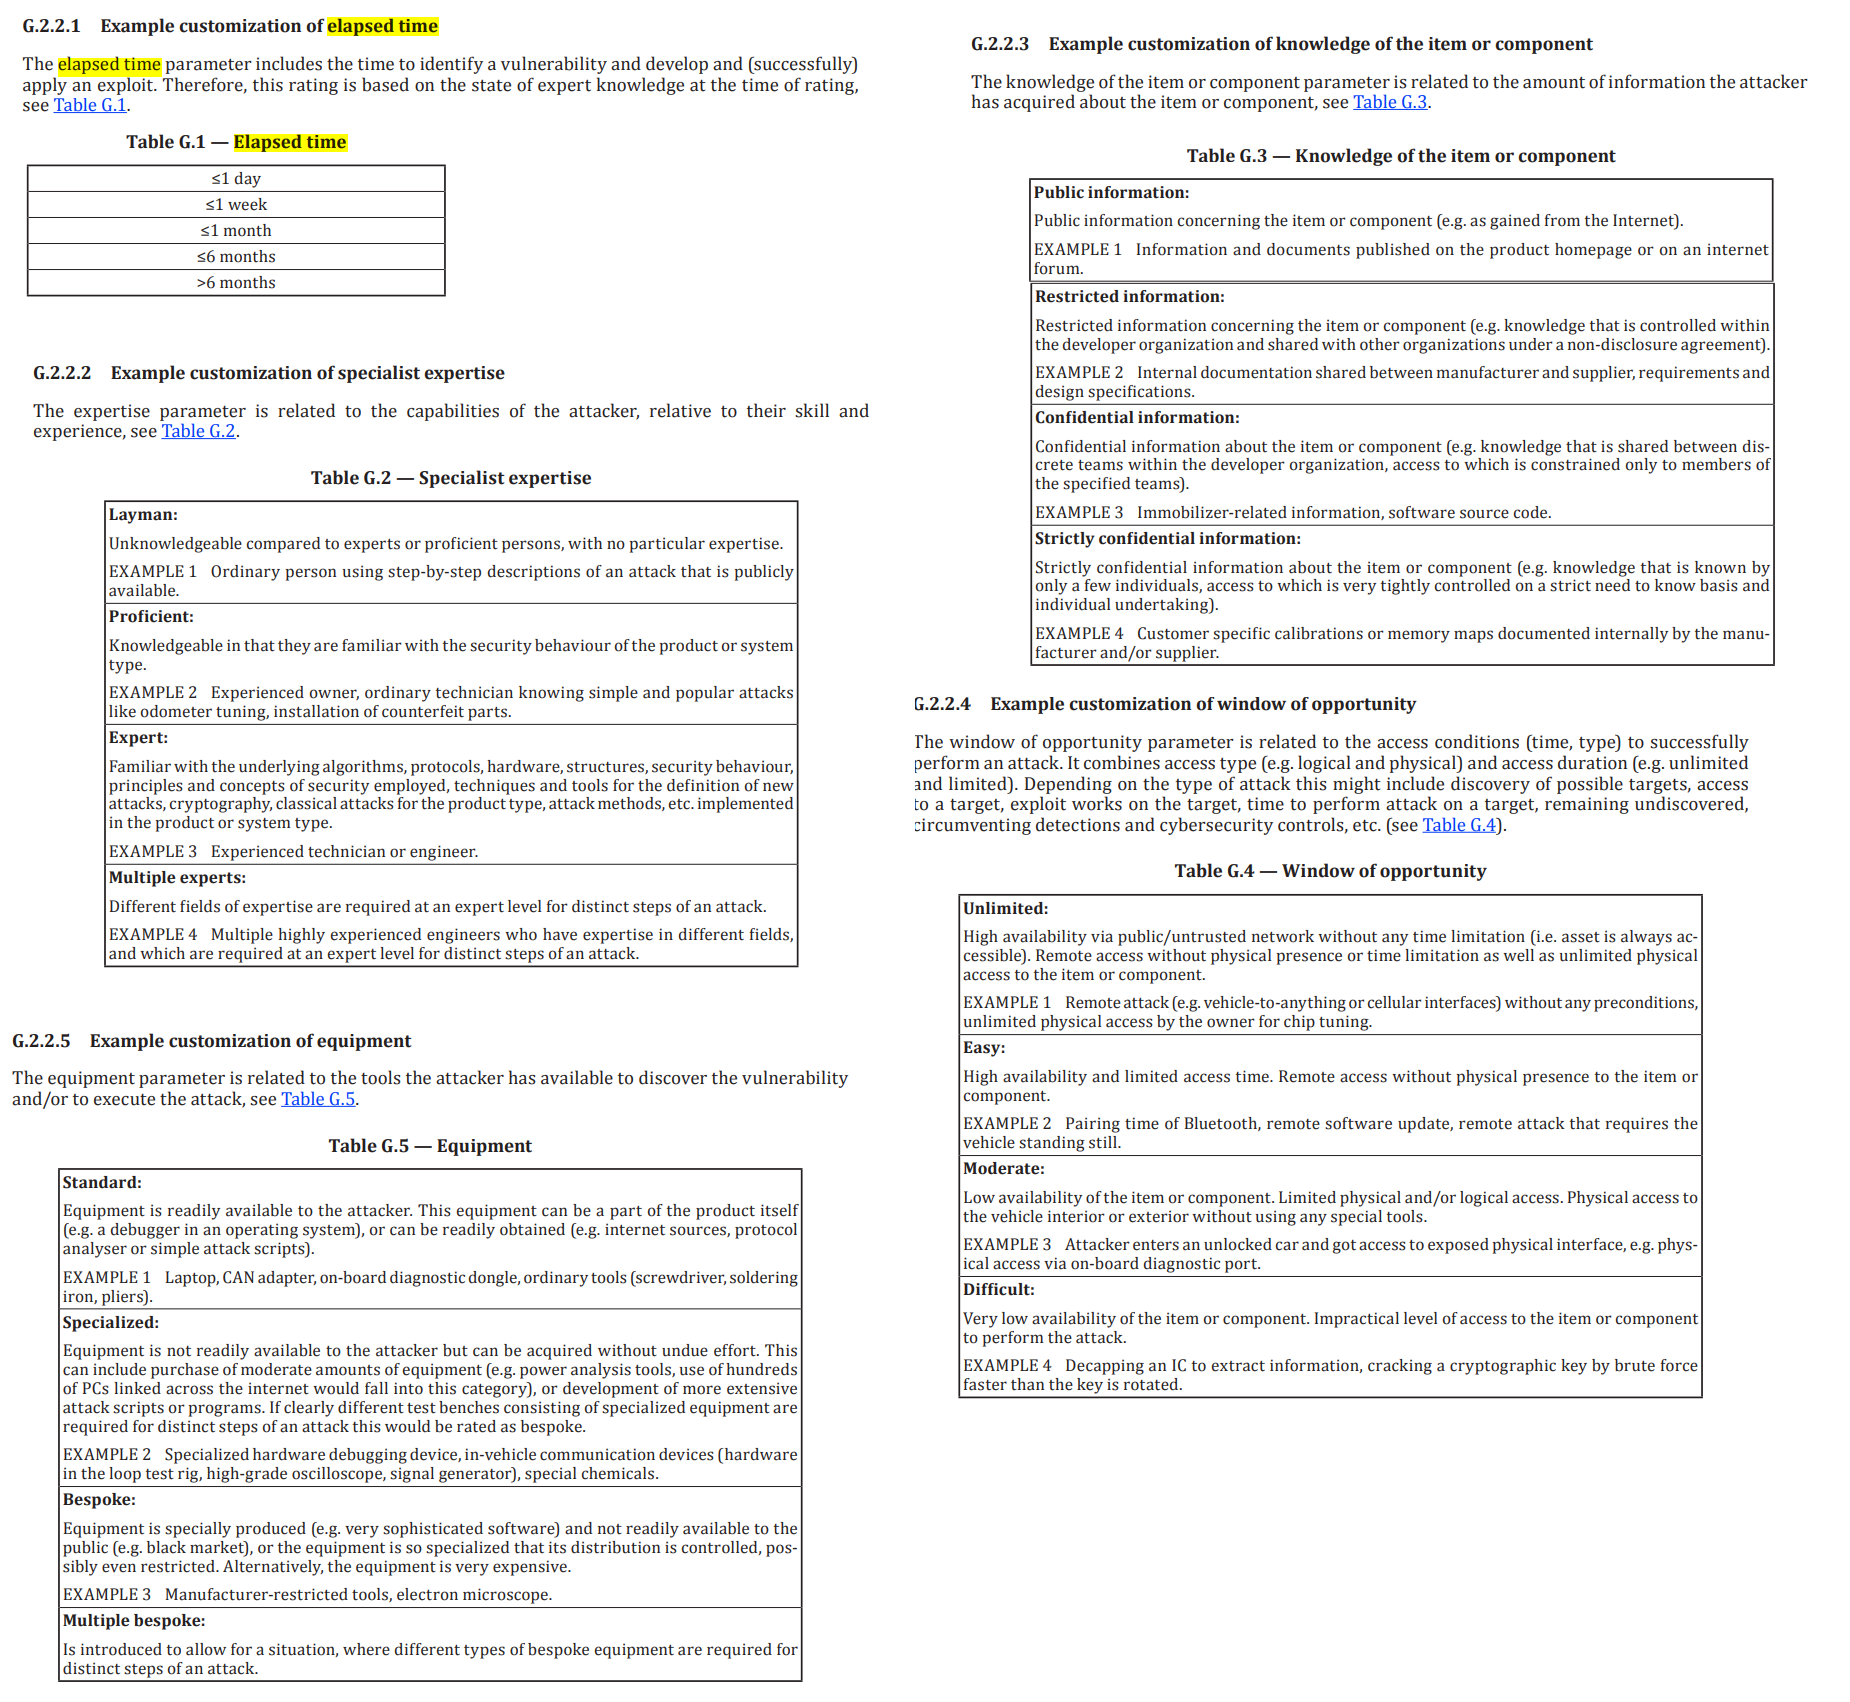 G.2.2.1 Example customization of elapsed time
The elapsed time parameter includes the time to identify a vulnerability and develop and (successfully)
apply an exploit. Therefore, this rating is based on the state of expert knowledge at the time of rating,
see Table G.1.
Table G.1 — Elapsed time
≤1 day
≤1 week
≤1 month
≤6 months
>6 months
G.2.2.2 Example customization of specialist expertise
The expertise parameter is related to the capabilities of the attacker, relative to their skill and
experience, see Table G.2.
Table G.2 — Specialist expertise
Layman:
Unknowledgeable compared to experts or proficient persons, with no particular expertise.
EXAMPLE 1 Ordinary person using step-by-step descriptions of an attack that is publicly
available.
Proficient:
Knowledgeable in that they are familiar with the security behaviour of the product or system
type.
EXAMPLE 2 Experienced owner, ordinary technician knowing simple and popular attacks
like odometer tuning, installation of counterfeit parts.
Expert:
Familiar with the underlying algorithms, protocols, hardware, structures, security behaviour,
principles and concepts of security employed, techniques and tools for the definition of new
attacks, cryptography, classical attacks for the product type, attack methods, etc. implemented
in the product or system type.
EXAMPLE 3 Experienced technician or engineer.
Multiple experts:
Different fields of expertise are required at an expert level for distinct steps of an attack.
EXAMPLE 4 Multiple highly experienced engineers who have expertise in different fields,
and which are required at an expert level for distinct steps of an attack.
G.2.2.5 Example customization of equipment
The equipment parameter is related to the tools the attacker has available to discover the vulnerability
and/or to execute the attack, see Table G.5.
Table G.5 — Equipment
Standard:
Equipment is readily available to the attacker. This equipment can be a part of the product itself
(e.g. a debugger in an operating system), or can be readily obtained (e.g. internet sources, protocol
analyser or simple attack scripts).
EXAMPLE 1 Laptop, CAN adapter, on-board diagnostic dongle, ordinary tools (screwdriver, soldering
iron, pliers).
Specialized:
Equipment is not readily available to the attacker but can be acquired without undue effort. This
can include purchase of moderate amounts of equipment (e.g. power analysis tools, use of hundreds
of PCs linked across the internet would fall into this category), or development of more extensive
attack scripts or programs. If clearly different test benches consisting of specialized equipment are
required for distinct steps of an attack this would be rated as bespoke.
EXAMPLE 2 Specialized hardware debugging device, in-vehicle communication devices (hardware
in the loop test rig, high-grade oscilloscope, signal generator), special chemicals.
Bespoke:
Equipment is specially produced (e.g. very sophisticated software) and not readily available to the
public (e.g. black market), or the equipment is so specialized that its distribution is controlled, pos-
sibly even restricted. Alternatively, the equipment is very expensive.
EXAMPLE 3 Manufacturer-restricted tools, electron microscope.
Multiple bespoke:
Is introduced to allow for a situation, where different types of bespoke equipment are required for
distinct steps of an attack.
G.2.2.3 Example customization of knowledge of the item or component
The knowledge of the item or component parameter is related to the amount of information the attacker
has acquired about the item or component, see Table G.3.
Table G.3 — Knowledge of the item or component
Public information:
Public information concerning the item or component (e.g. as gained from the Internet).
EXAMPLE 1 Information and documents published on the product homepage or on an internet
forum.
Restricted information:
Restricted information concerning the item or component (e.g. knowledge that is controlled within
the developer organization and shared with other organizations under a non-disclosure agreement).
EXAMPLE 2 Internal documentation shared between manufacturer and supplier, requirements and
design specifications.
Confidential information:
Confidential information about the item or component (e.g. knowledge that is shared between dis-
crete teams within the developer organization, access to which is constrained only to members of
the specified teams).
EXAMPLE 3 Immobilizer-related information, software source code.
Strictly confidential information:
Strictly confidential information about the item or component (e.g. knowledge that is known by
only a few individuals, access to which is very tightly controlled on a strict need to know basis and
individual undertaking).
EXAMPLE 4 Customer specific calibrations or memory maps documented internally by the manu-
facturer and/or supplier.
G.2.2.4 Example customization of window of opportunity
The window of opportunity parameter is related to the access conditions (time, type) to successfully
perform an attack. It combines access type (e.g. logical and physical) and access duration (e.g. unlimited
and limited). Depending on the type of attack this might include discovery of possible targets, access
to a target, exploit works on the target, time to perform attack on a target, remaining undiscovered,
circumventing detections and cybersecurity controls, etc. (see Table G.4).
Table G.4 — Window of opportunity
Unlimited:
High availability via public/untrusted network without any time limitation (i.e. asset is always ac-
cessible). Remote access without physical presence or time limitation as well as unlimited physical
access to the item or component.
EXAMPLE 1 Remote attack (e.g. vehicle-to-anything or cellular interfaces) without any preconditions,
unlimited physical access by the owner for chip tuning.
Easy:
High availability and limited access time. Remote access without physical presence to the item or
component.
EXAMPLE 2 Pairing time of Bluetooth, remote software update, remote attack that requires the
vehicle standing still.
Moderate:
Low availability of the item or component. Limited physical and/or logical access. Physical access to
the vehicle interior or exterior without using any special tools.
EXAMPLE 3 Attacker enters an unlocked car and got access to exposed physical interface, e.g. phys-
ical access via on-board diagnostic port.
Difficult:
Very low availability of the item or component. Impractical level of access to the item or component
to perform the attack.
EXAMPLE 4 Decapping an IC to extract information, cracking a cryptographic key by brute force
faster than the key is rotated.